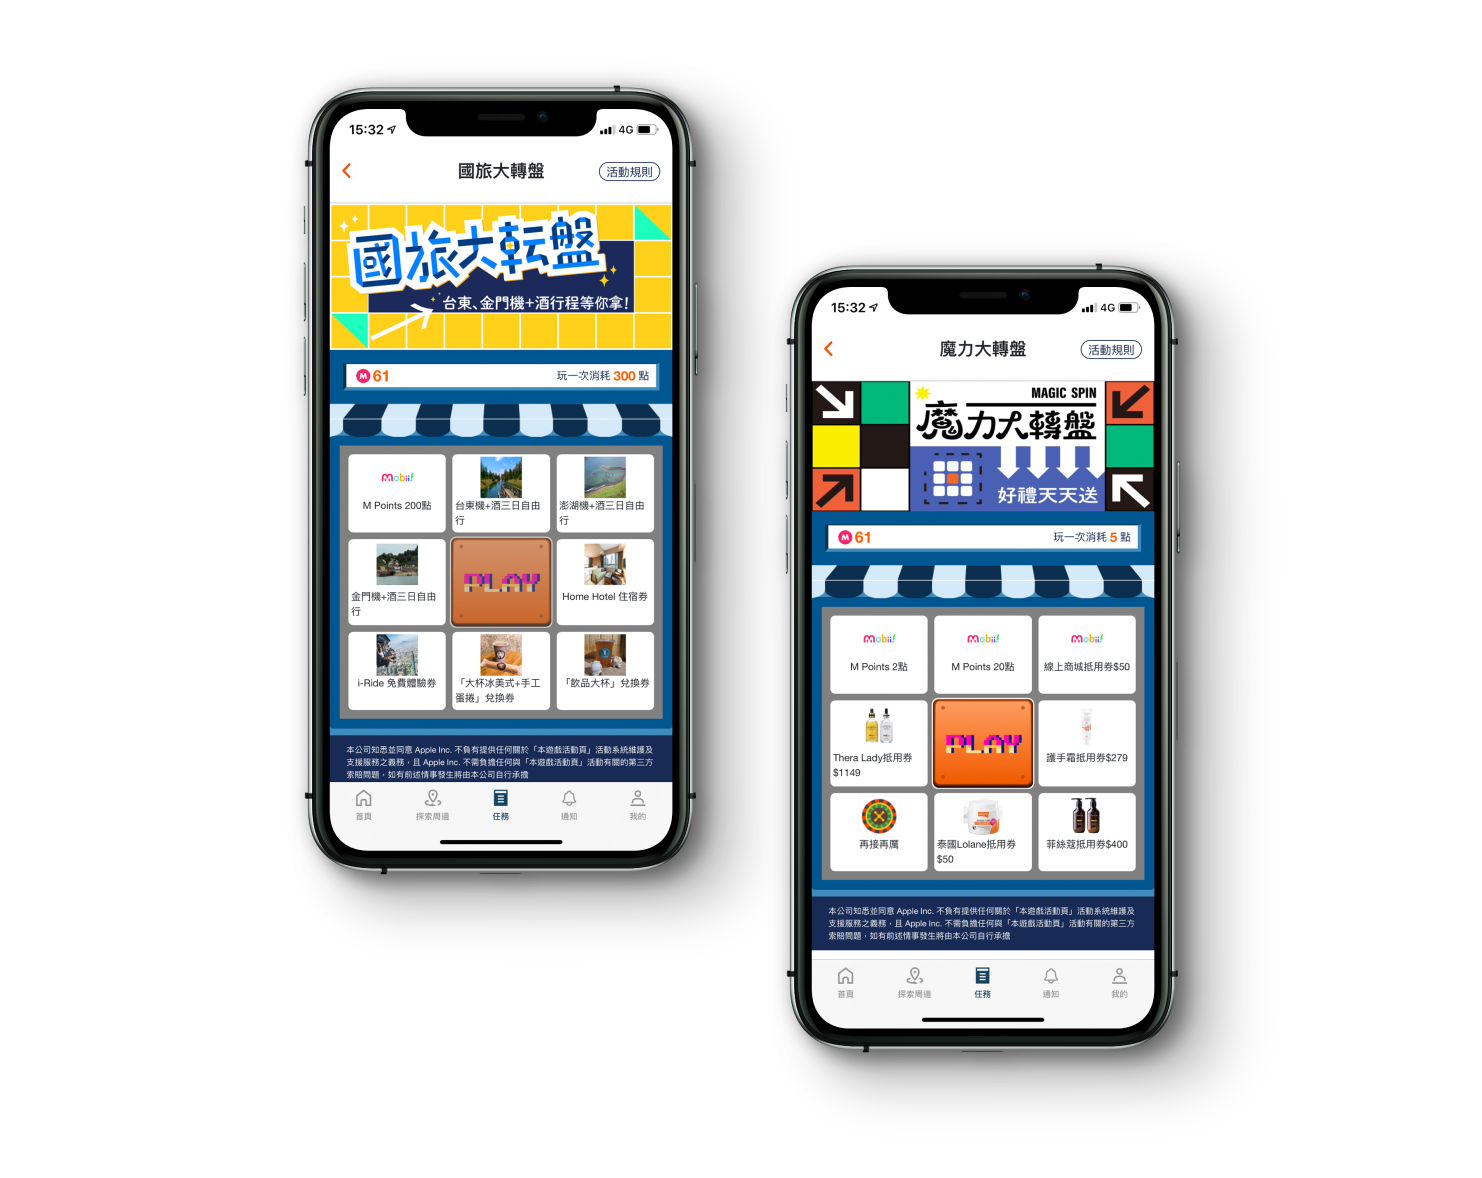 15:32
4G
國旅大轉盤
活動規則
國旅大転盤
台東、金門機+酒行程等你拿!
M 61
玩一次消耗 300 點
Mobii!
M Points 200點
台東機+酒三日自由
行
澎湖機+酒三日自由
行
金門機+酒三日自由
行
PLAY
Home Hotel 住宿券
i-Ride 免費體驗券
「大杯冰美式+手工
蛋捲」兌換券
「飲品大杯」兌換券
本公司知悉並同意 Apple Inc. 不負有提供任何關於「本遊戲活動頁」活動系統維護及
支援服務之義務，且 Apple Inc. 不需負擔任何與「本遊戲活動頁」活動有關的第三方
索賠問題，如有前述情事發生將由本公司自行承擔
首頁
探索周邊
任務
通知
我的
15:32
4G
魔力大轉盤
活動規則
MAGIC SPIN
魔力大轉盤
好禮天天送
M 61
玩一次消耗 5 點
Mobii!
M Points 2點
Mobii!
M Points 20點
Mobii!
線上商城抵用券$50
Thera Lady抵用券
$1149
PLAY
護手霜抵用券$279
再接再厲
泰國Lolane抵用券
$50
菲絲蔻抵用券$400
本公司知悉並同意 Apple Inc. 不負有提供任何關於「本遊戲活動頁」活動系統維護及
支援服務之義務，且 Apple Inc. 不需負擔任何與「本遊戲活動頁」活動有關的第三方
索賠問題，如有前述情事發生將由本公司自行承擔
首頁
探索周邊
任務
通知
我的